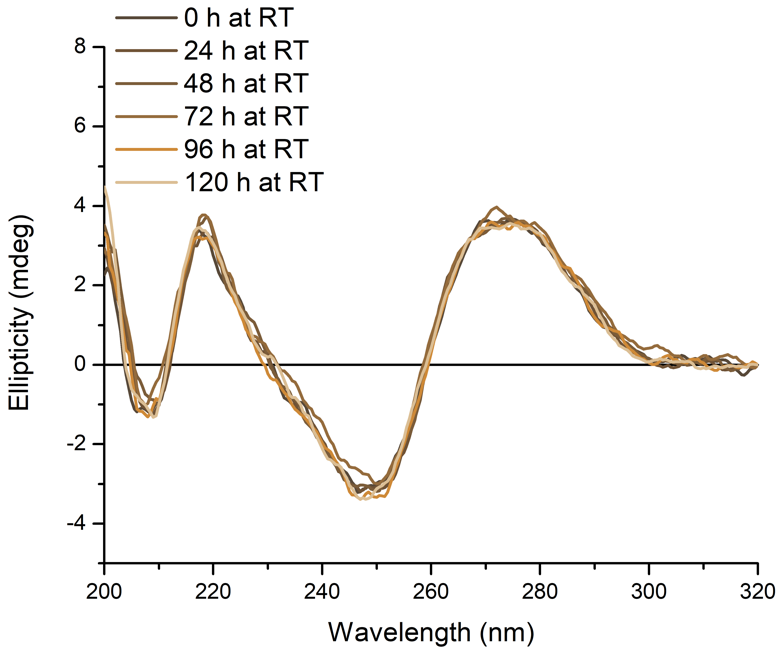 0 h at RT
24 h at RT
48 h at RT
72 h at RT
96 h at RT
120 h at RT
8
6
4
2
0
-2
-4
Ellipticity (mdeg)
200 220 240 260 280 300 320
Wavelength (nm)